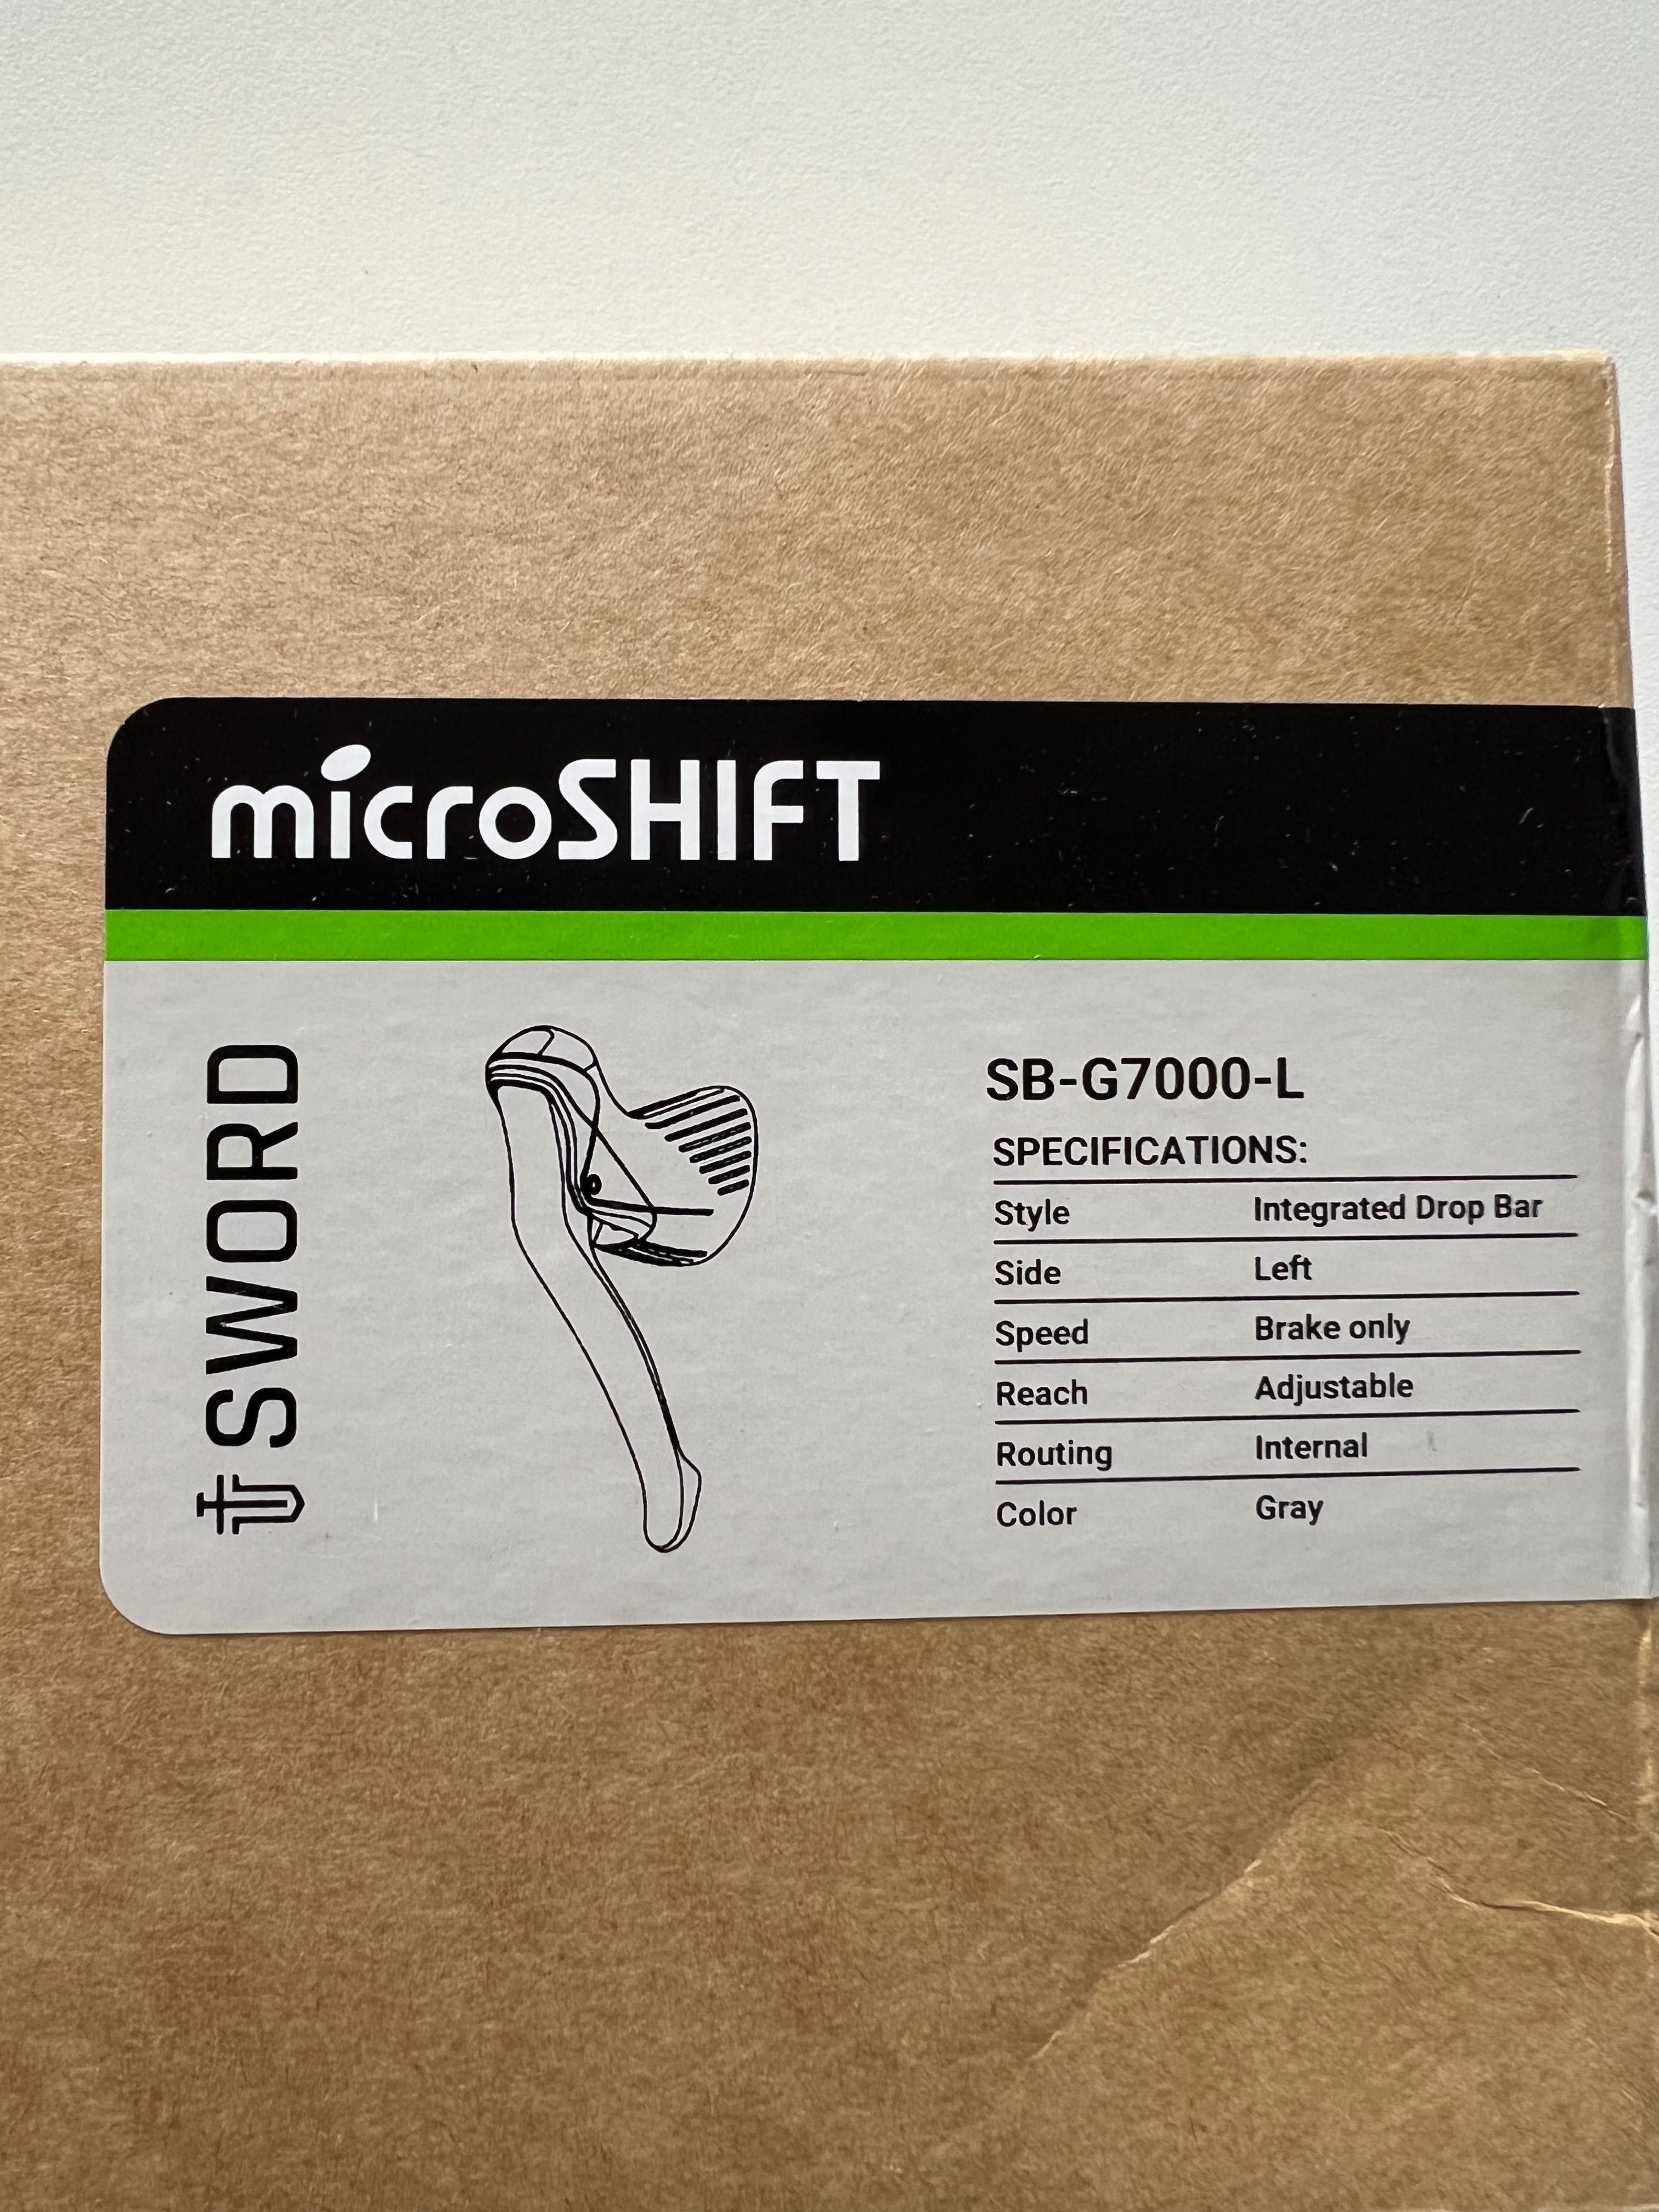 microSHIFT
SWORD
SB-G7000-L
SPECIFICATIONS:
Style Integrated Drop Bar
Side Left
Speed Brake only
Reach Adjustable
Routing Internal
Color Gray